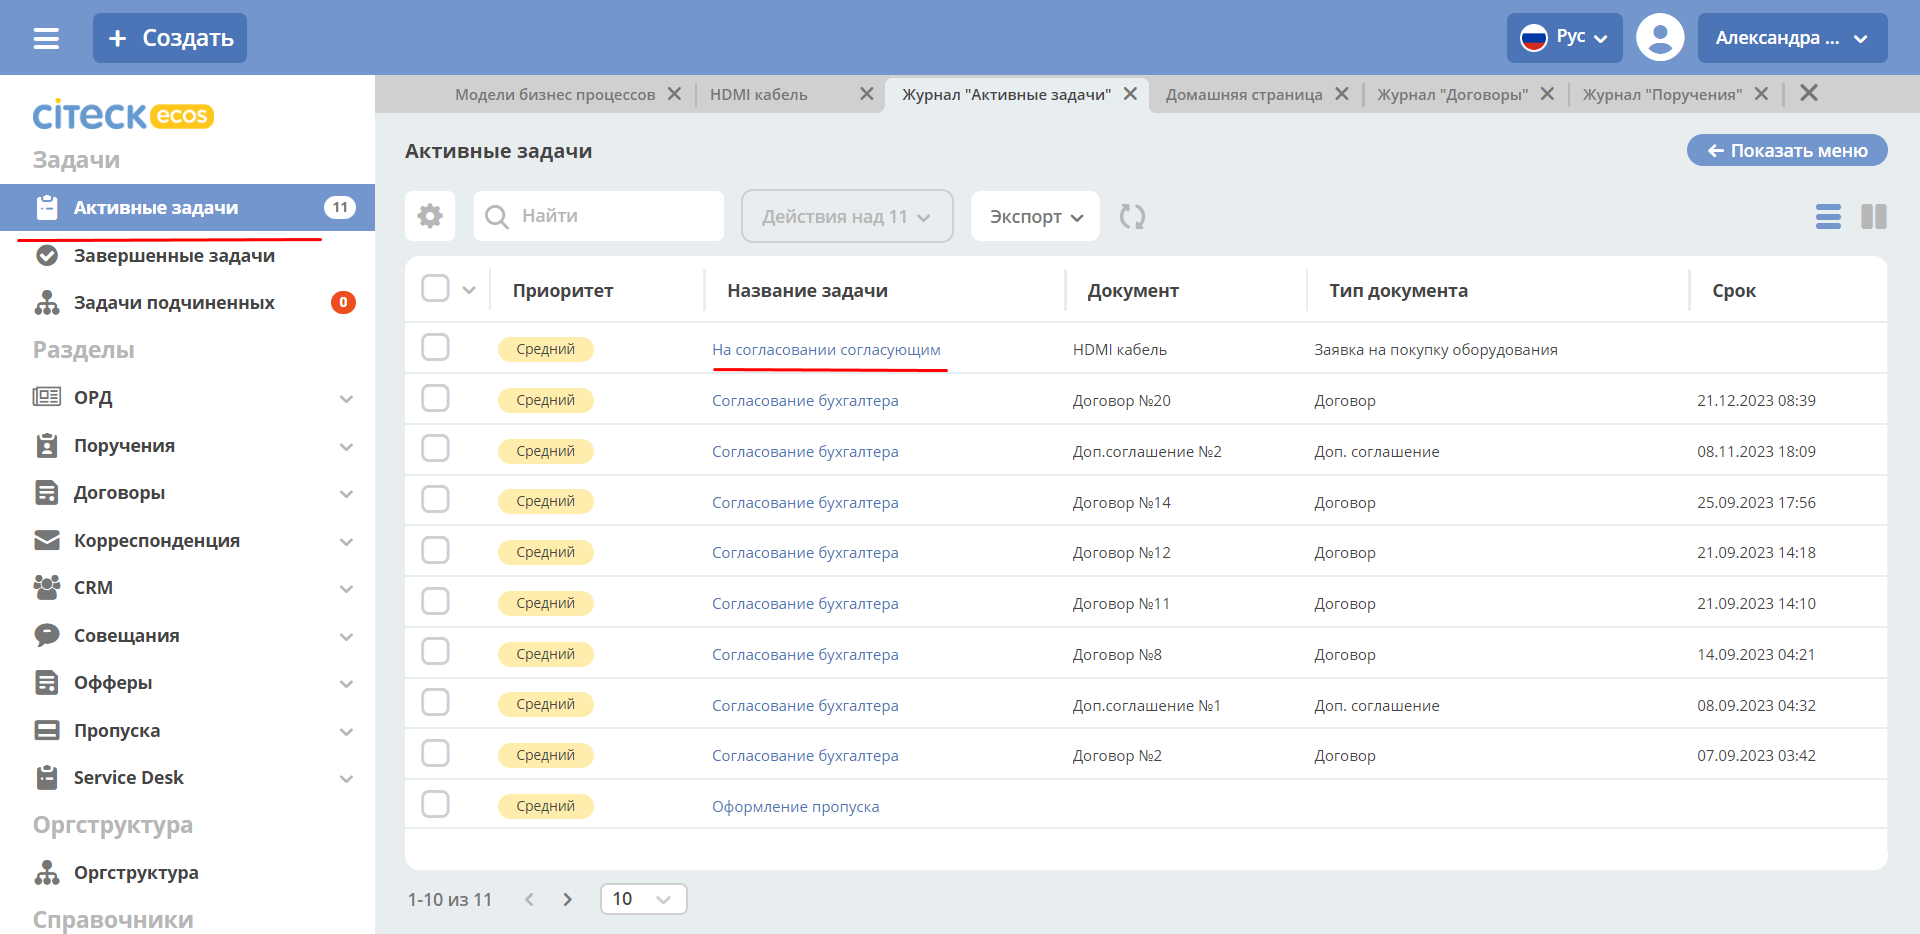 + Создать
Рус
Александра ...
Модели бизнес процессов
HDMI кабель
Журнал "Активные задачи"
Домашняя страница
Журнал "Договоры"
Журнал "Поручения"
CiTECK ecos
Задачи
Активные задачи 11
Завершенные задачи
Задачи подчиненных 0
Разделы
ОРД
Поручения
Договоры
Корреспонденция
CRM
Совещания
Офферы
Пропуска
Service Desk
Оргструктура
Оргструктура
Справочники
Активные задачи
Показать меню
Найти
Действия над 11
Экспорт
Приоритет Название задачи Документ Тип документа Срок
Средний На согласовании согласующим HDMI кабель Заявка на покупку оборудования
Средний Согласование бухгалтера Договор №20 Договор 21.12.2023 08:39
Средний Согласование бухгалтера Доп.соглашение №2 Доп. соглашение 08.11.2023 18:09
Средний Согласование бухгалтера Договор №14 Договор 25.09.2023 17:56
Средний Согласование бухгалтера Договор №12 Договор 21.09.2023 14:18
Средний Согласование бухгалтера Договор №11 Договор 21.09.2023 14:10
Средний Согласование бухгалтера Договор №8 Договор 14.09.2023 04:21
Средний Согласование бухгалтера Доп.соглашение №1 Доп. соглашение 08.09.2023 04:32
Средний Согласование бухгалтера Договор №2 Договор 07.09.2023 03:42
Средний Оформление пропуска
1-10 из 11
10